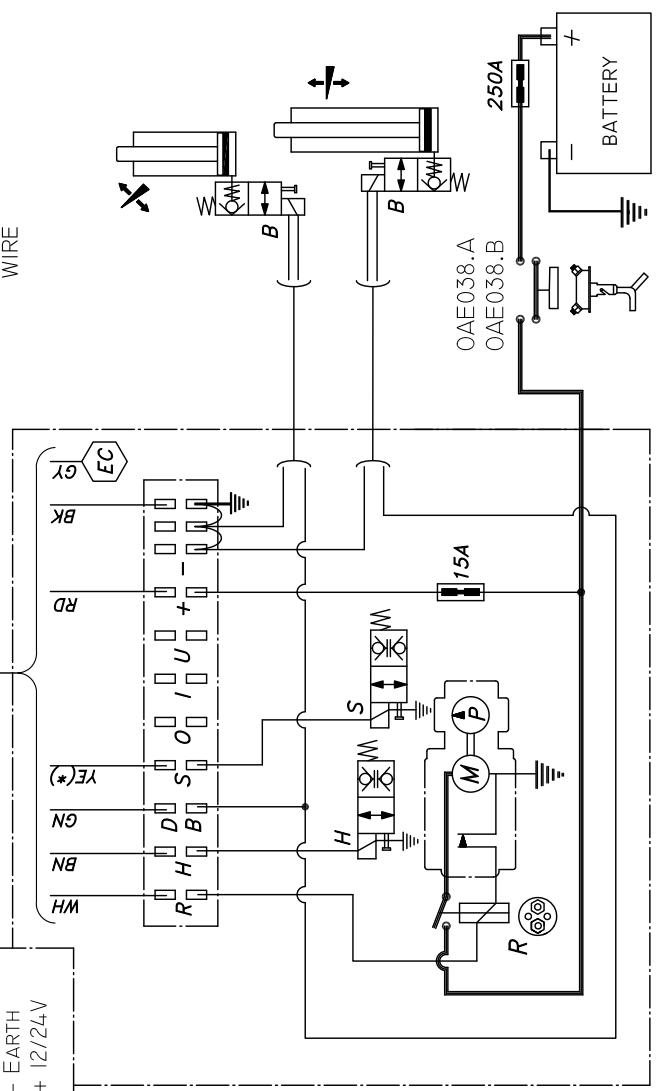 - EARTH
WIRE
+ 12/24V
WH
BN
GN
YE(*)
RD
BK
GY
EC
R
H
D
B
S
O
I
U
+
-
B
B
H
S
15A
R
M
P
OAE038.A
OAE038.B
250A
-
+
BATTERY